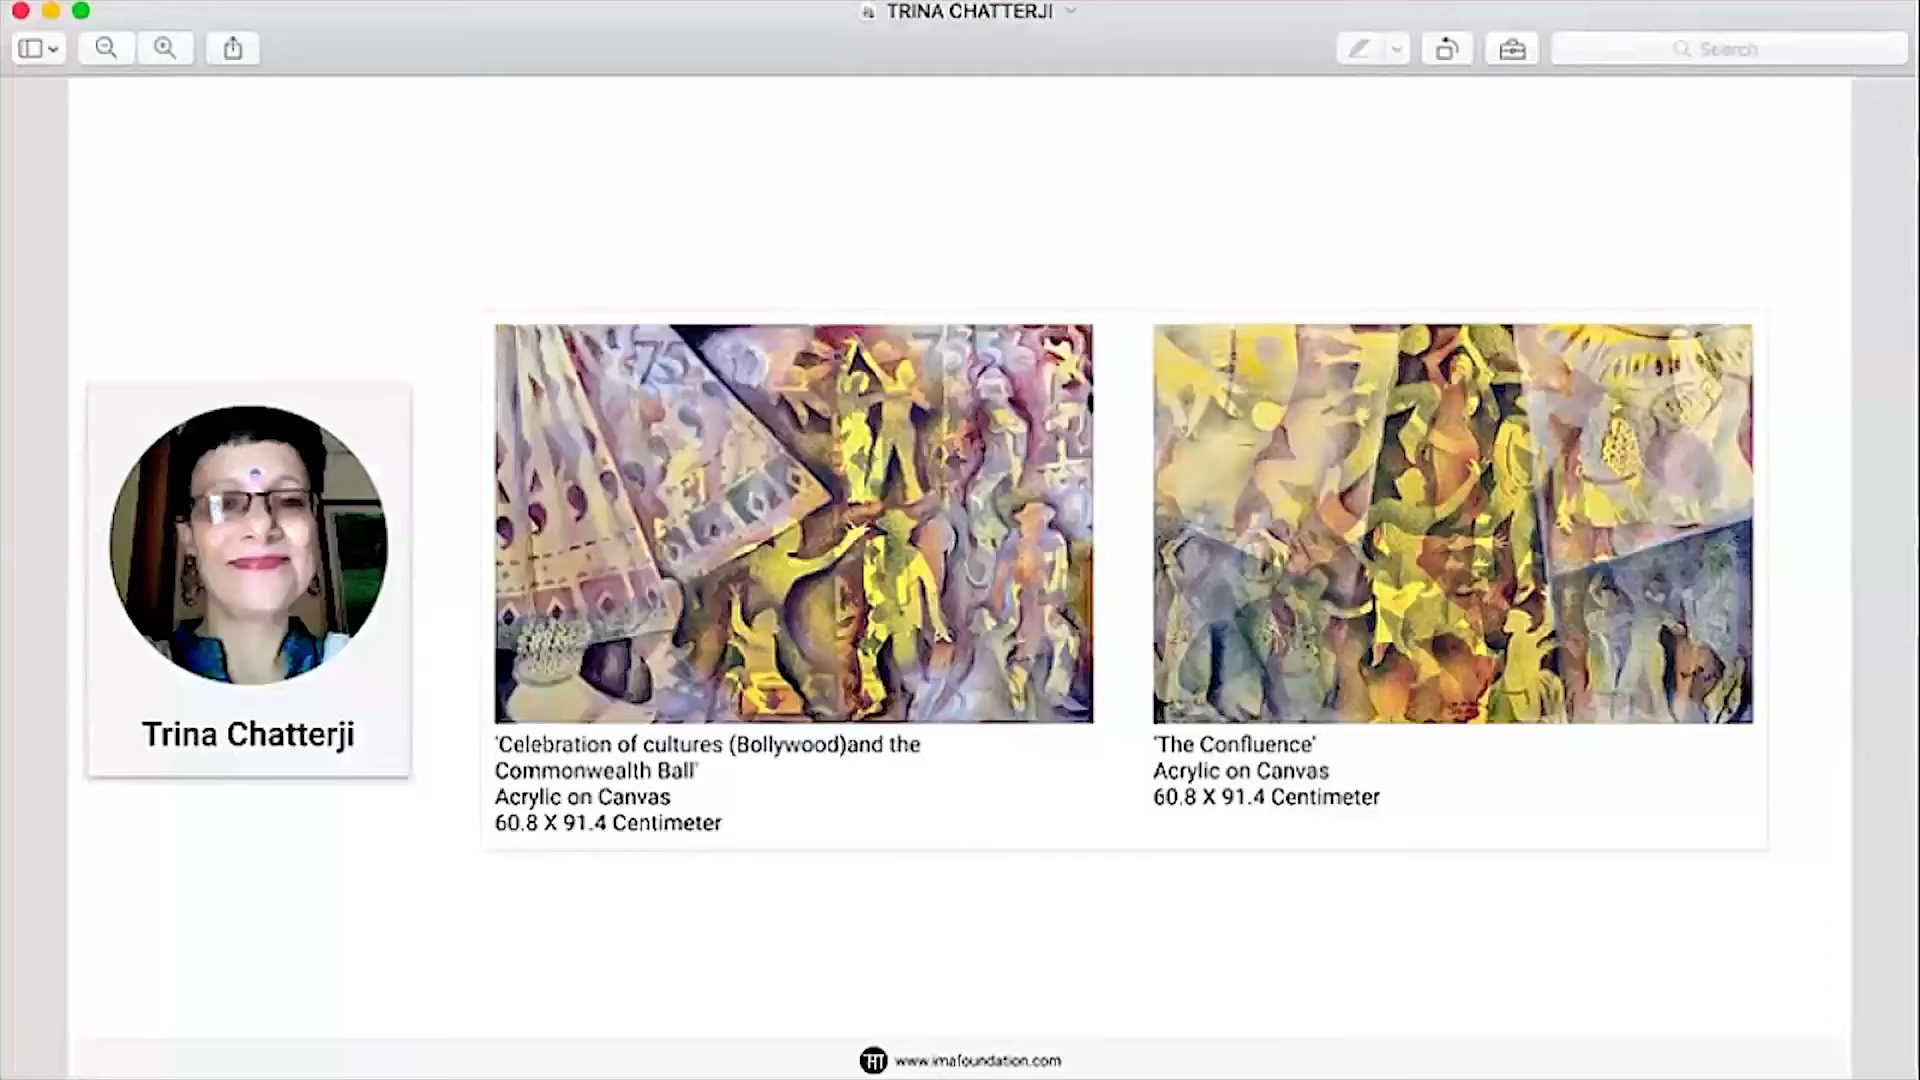 TRINA CHATTERJI
Search
Trina Chatterji
'Celebration of cultures (Bollywood)and the
Commonwealth Ball'
Acrylic on Canvas
60.8 X 91.4 Centimeter
'The Confluence'
Acrylic on Canvas
60.8 X 91.4 Centimeter
www.imafoundation.com